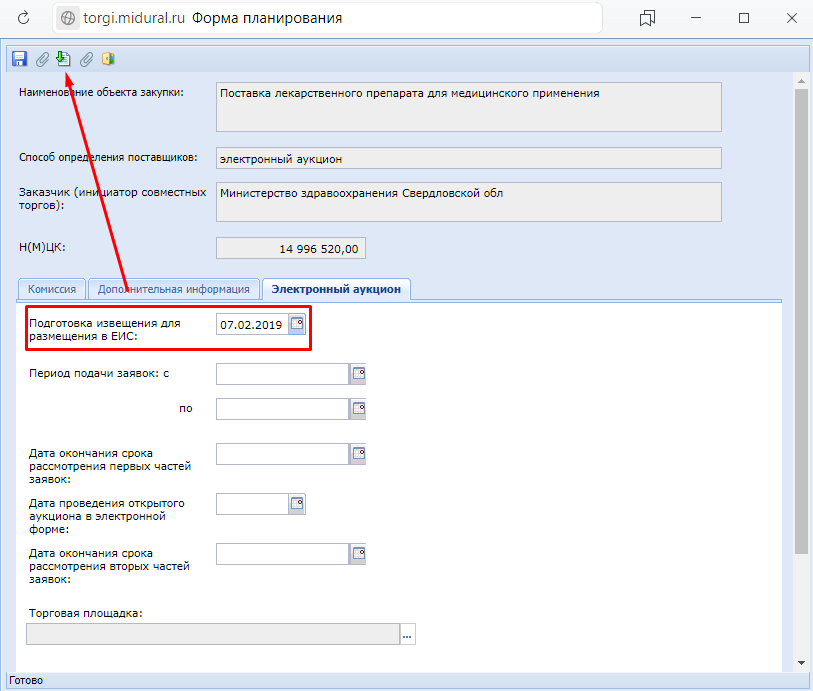 torgi.midural.ru Форма планирования
Наименование объекта закупки:
Поставка лекарственного препарата для медицинского применения
Способ определения поставщиков:
электронный аукцион
Заказчик (инициатор совместных
торгов):
Министерство здравоохранения Свердловской обл
Н(М)ЦК:
14 996 520,00
Комиссия
Дополнительная информация
Электронный аукцион
Подготовка извещения для
размещения в ЕИС:
07.02.2019
Период подачи заявок: с
по
Дата окончания срока
рассмотрения первых частей
заявок:
Дата проведения открытого
аукциона в электронной
форме:
Дата окончания срока
рассмотрения вторых частей
заявок:
Торговая площадка:
...
Готово